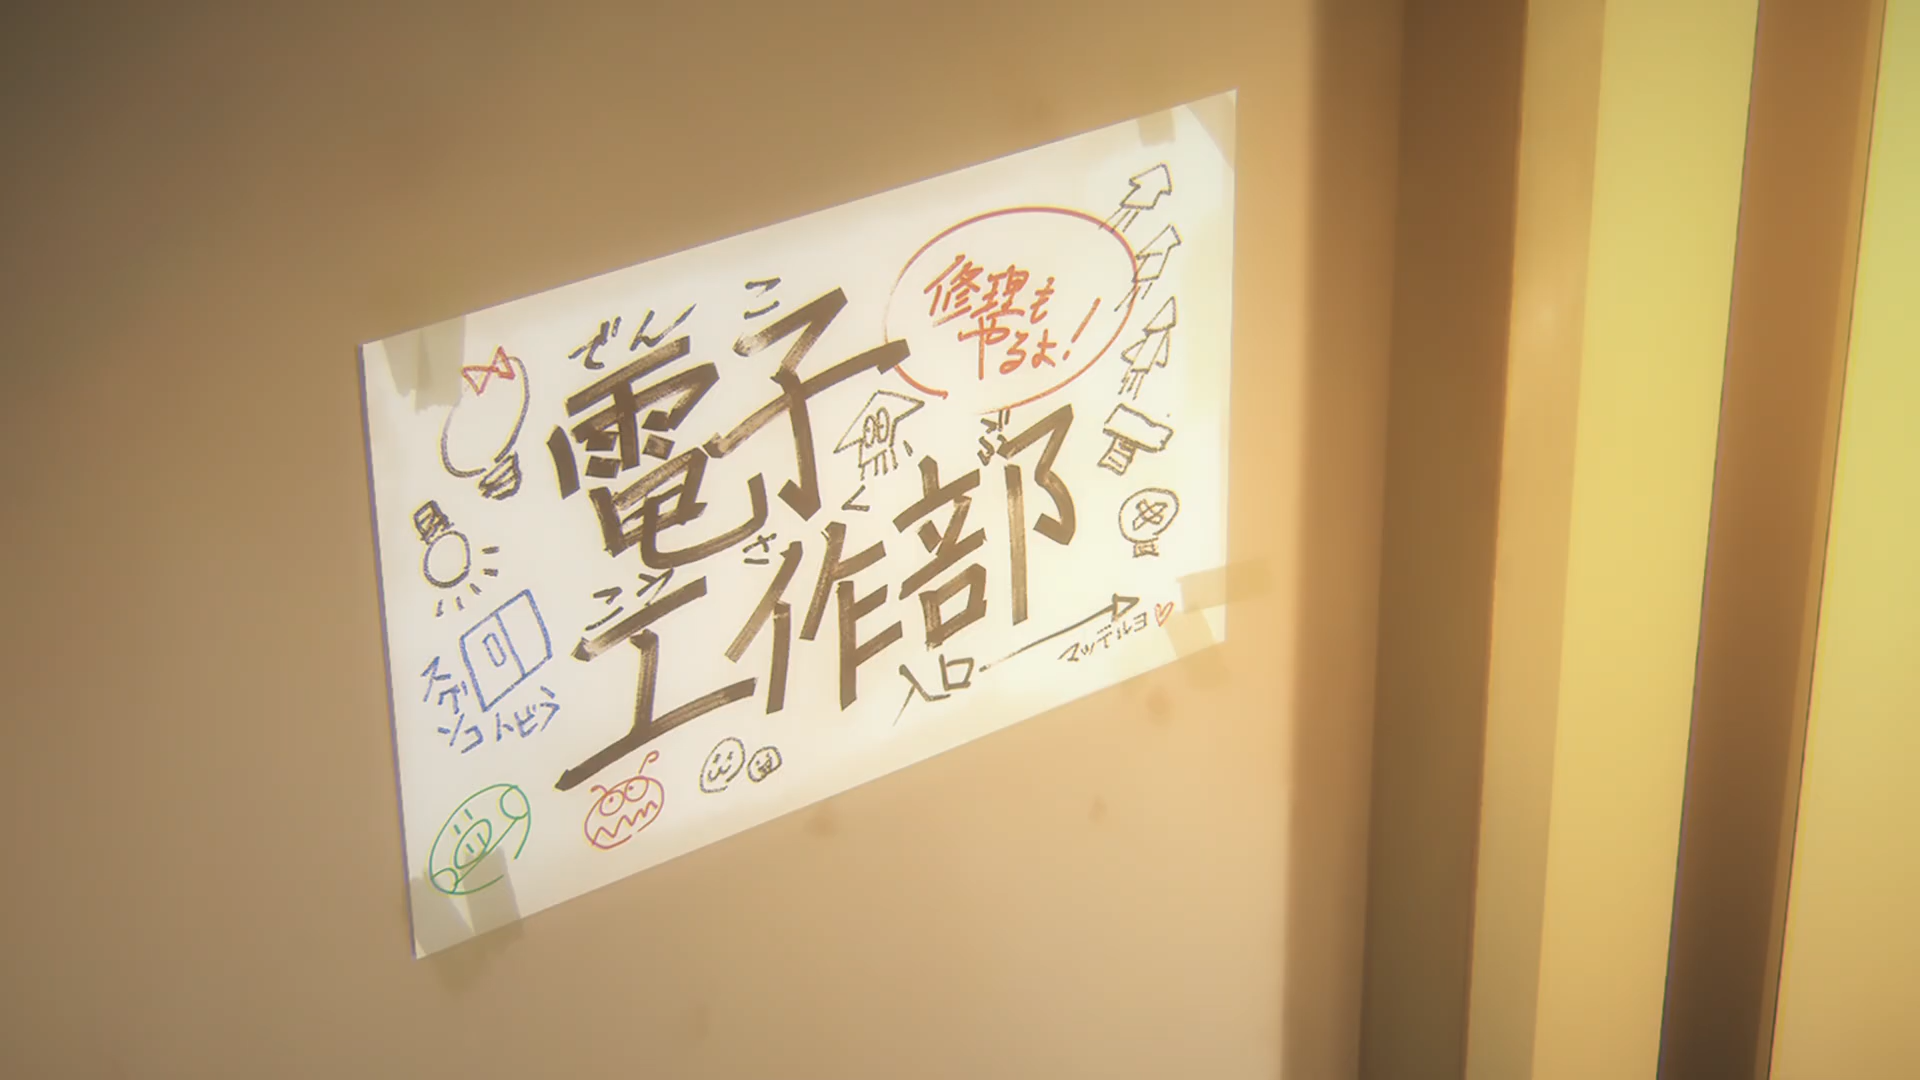 でんし
電子
修理も
やるよ!
こうさくぶ
工作部
スグ
ソコ トビラ
入口
マッテルヨ♡